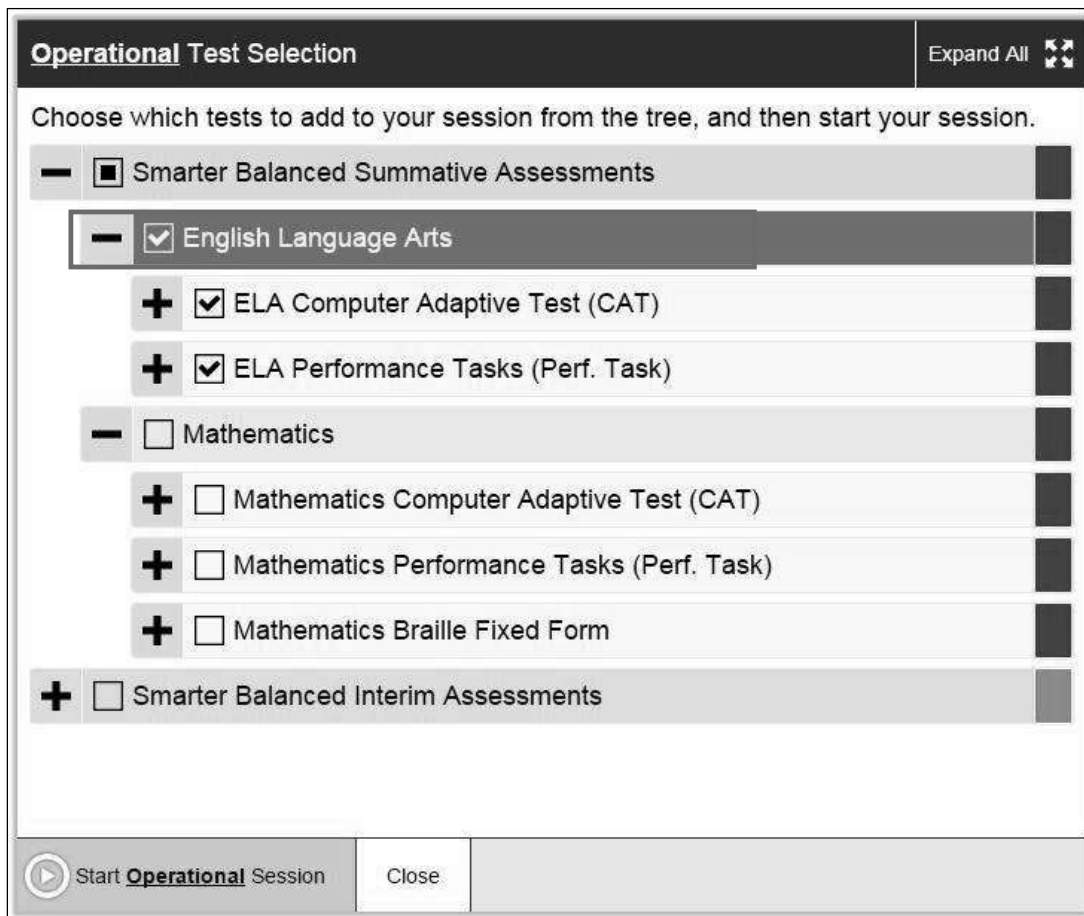 Operational Test Selection
Expand All
Choose which tests to add to your session from the tree, and then start your session.
Smarter Balanced Summative Assessments
English Language Arts
ELA Computer Adaptive Test (CAT)
ELA Performance Tasks (Perf. Task)
Mathematics
Mathematics Computer Adaptive Test (CAT)
Mathematics Performance Tasks (Perf. Task)
Mathematics Braille Fixed Form
Smarter Balanced Interim Assessments
Start Operational Session
Close